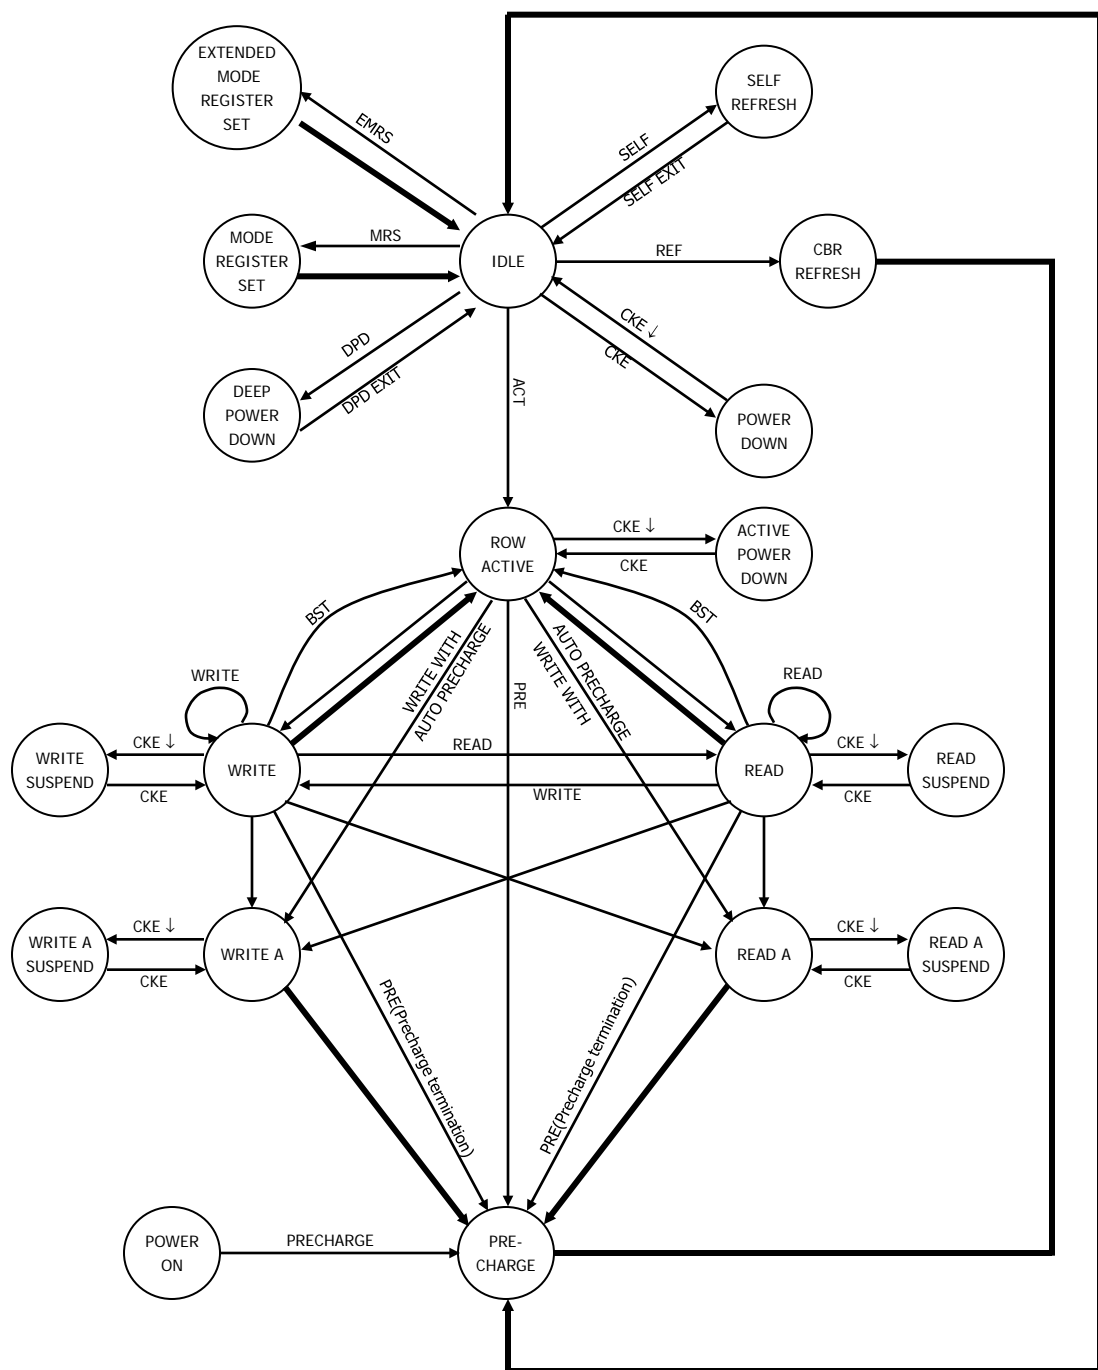 EXTENDED
MODE
REGISTER
SET
SELF
REFRESH
EMRS
SELF
SELF EXIT
MODE
REGISTER
SET
MRS
IDLE
REF
CBR
REFRESH
DPD
DPD EXIT
CKE ↓
CKE
DEEP
POWER
DOWN
ACT
POWER
DOWN
ROW
ACTIVE
CKE ↓
CKE
ACTIVE
POWER
DOWN
BST
WRITE WITH
AUTO PRECHARGE
PRE
AUTO PRECHARGE
WRITE WITH
BST
WRITE
READ
WRITE
SUSPEND
CKE ↓
CKE
WRITE
READ
WRITE
READ
CKE ↓
CKE
READ
SUSPEND
WRITE A
SUSPEND
CKE ↓
CKE
WRITE A
READ A
CKE ↓
CKE
READ A
SUSPEND
PRE(Precharge termination)
PRE(Precharge termination)
POWER
ON
PRECHARGE
PRE-
CHARGE